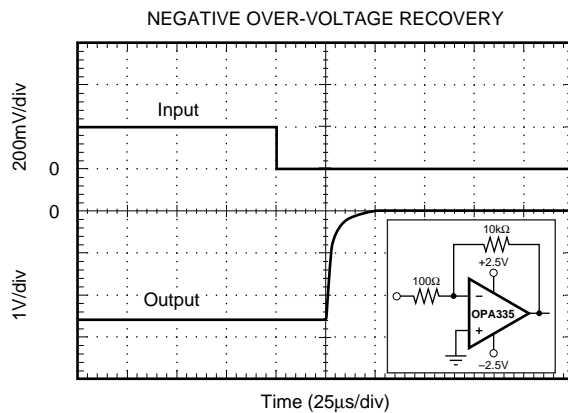 NEGATIVE OVER-VOLTAGE RECOVERY
200mV/div
Input
0
0
1V/div
Output
10kΩ
+2.5V
100Ω
−
OPA335
+
−2.5V
Time (25µs/div)